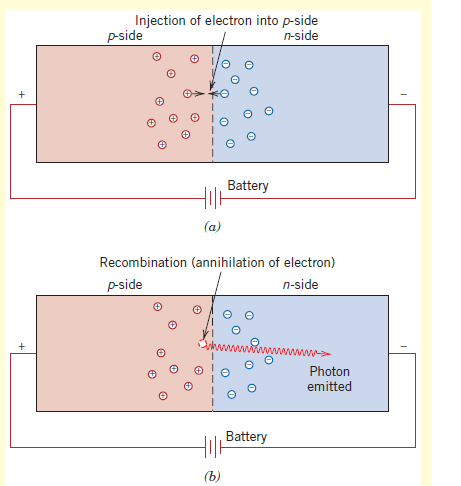 Injection of electron into p-side
p-side
n-side
+
−
Battery
(a)
Recombination (annihilation of electron)
p-side
n-side
+
−
Photon
emitted
Battery
(b)